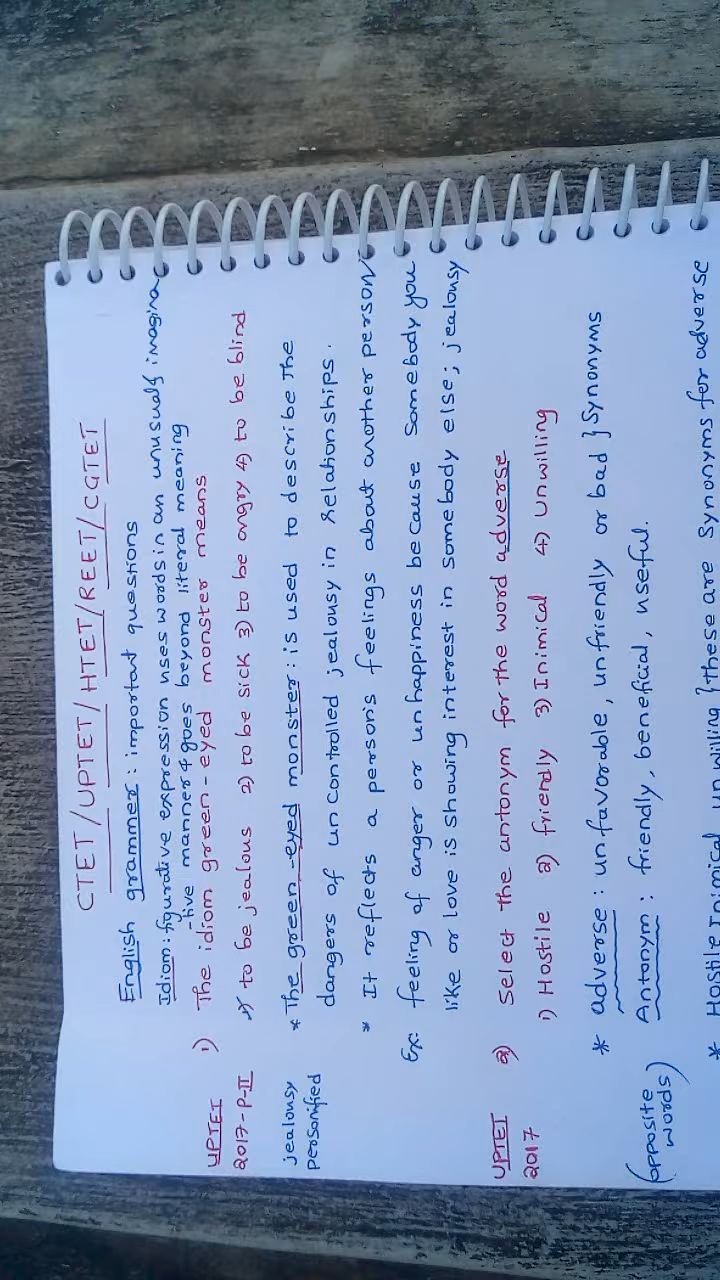 CTET/UPTET/HTET/REET/CGTET
English grammer: important questions
Idiom: figurative expression uses words in an unusual & imagina
-tive manner & goes beyond literal meaning
UPTET 1) The idiom green-eyed monster means
2017-P-II 1) to be jealous 2) to be sick 3) to be angry 4) to be blind
jealousy * The green-eyed monster: is used to describe the
personified dangers of uncontrolled jealousy in relationships.
* It reflects a person's feelings about another person
Ex: feeling of anger or unhappiness because somebody you
like or love is showing interest in somebody else; jealousy
UPTET 2) Select the antonym for the word adverse
2017 1) Hostile 2) friendly 3) Inimical 4) Unwilling
* adverse: unfavorable, unfriendly or bad } Synonyms
(opposite words) Antonym: friendly, beneficial, useful.
* Hostile, Inimical, unwilling } these are synonyms for adverse